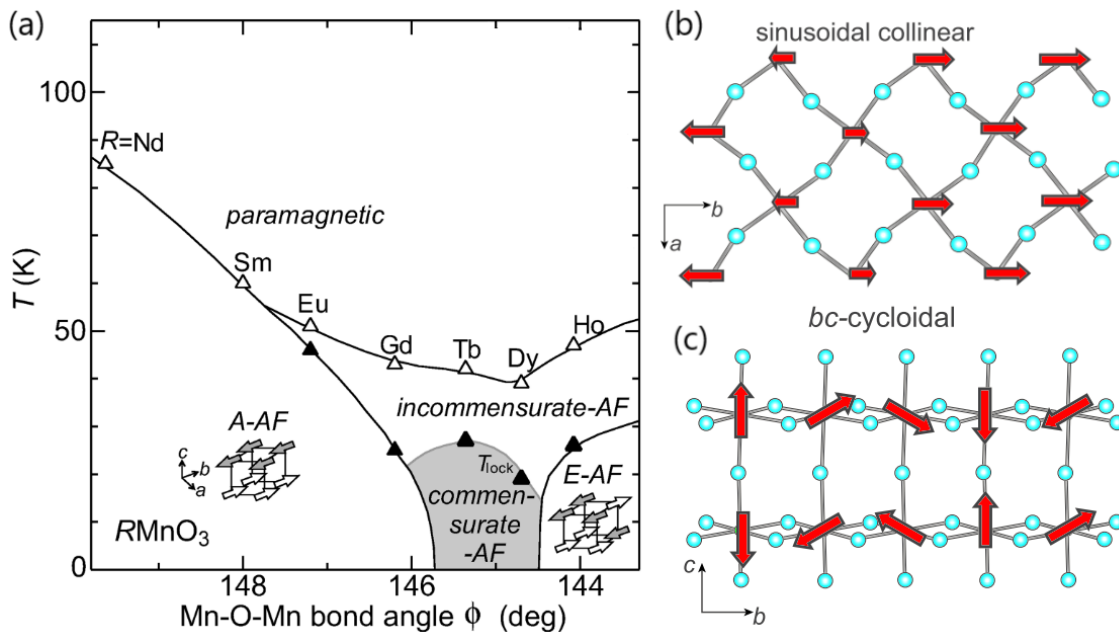 (a)
100
50
0
T (K)
R=Nd
Sm
Eu
Gd
Tb
Dy
Ho
paramagnetic
incommensurate-AF
A-AF
c
b
a
Tlock
commen-
surate
-AF
E-AF
RMnO3
148
146
144
Mn-O-Mn bond angle ϕ (deg)
(b)
sinusoidal collinear
b
a
bc-cycloidal
(c)
c
b